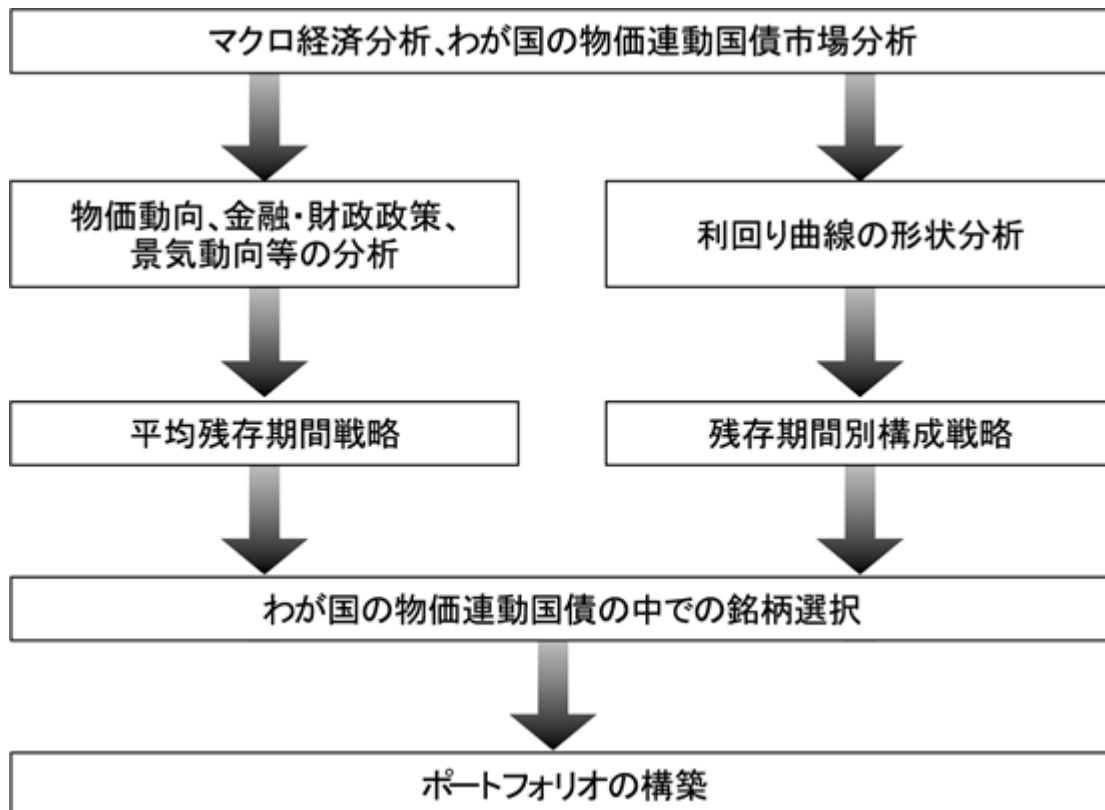 マクロ経済分析、わが国の物価連動国債市場分析
物価動向、金融・財政政策、
景気動向等の分析
利回り曲線の形状分析
平均残存期間戦略
残存期間別構成戦略
わが国の物価連動国債の中での銘柄選択
ポートフォリオの構築